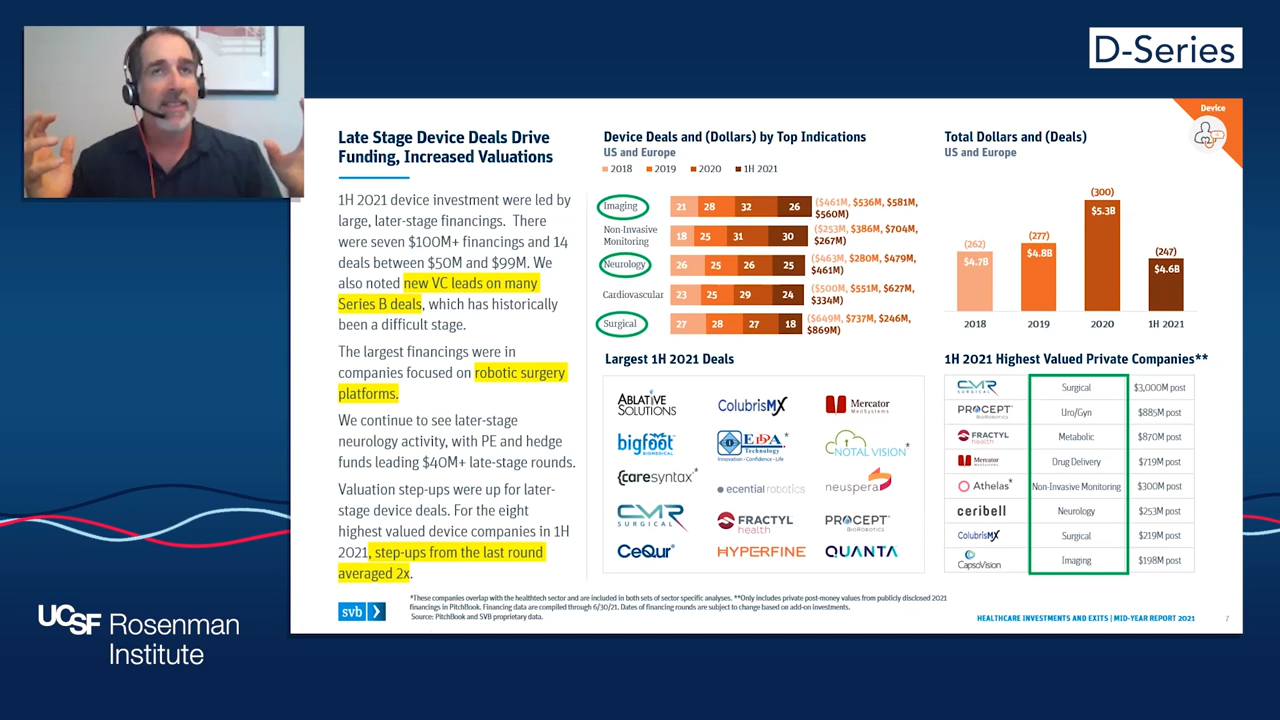 D-Series
Device
Late Stage Device Deals Drive
Funding, Increased Valuations
1H 2021 device investment were led by
large, later-stage financings. There
were seven $100M+ financings and 14
deals between $50M and $99M. We
also noted new VC leads on many
Series B deals, which has historically
been a difficult stage.
The largest financings were in
companies focused on robotic surgery
platforms.
We continue to see later-stage
neurology activity, with PE and hedge
funds leading $40M+ late-stage rounds.
Valuation step-ups were up for later-
stage device deals. For the eight
highest valued device companies in 1H
2021, step-ups from the last round
averaged 2x.
Device Deals and (Dollars) by Top Indications
US and Europe
2018 2019 2020 1H 2021
Imaging 21 28 32 26 ($461M, $536M, $581M,
$560M)
Non-Invasive
Monitoring 18 25 31 30 ($253M, $386M, $704M,
$267M)
Neurology 26 25 26 25 ($463M, $280M, $479M,
$461M)
Cardiovascular 23 25 29 24 ($500M, $551M, $627M,
$334M)
Surgical 27 28 27 18 ($649M, $737M, $246M,
$869M)
Total Dollars and (Deals)
US and Europe
(262) (277) (300) (247)
$4.7B $4.8B $5.3B $4.6B
2018 2019 2020 1H 2021
Largest 1H 2021 Deals
ABLATIVE
SOLUTIONS
COLUBRISMX
Mercator
MEDSYSTEMS
bigfoot
BIOMEDICAL
EDDA*
Technology
Innovation • Confidence • Life
NOTAL VISION*
caresyntax*
ecential robotics
neuspera
CMR
SURGICAL
FRACTYL
health
PROCEPT
BIOROBOTICS
CeQur
HYPERFINE
QUANTA
1H 2021 Highest Valued Private Companies**
CMR SURGICAL Surgical $3,000M post
PROCEPT BIOROBOTICS Uro/Gyn $885M post
FRACTYL health Metabolic $870M post
Mercator MEDSYSTEMS Drug Delivery $719M post
Athelas* Non-Invasive Monitoring $300M post
ceribell Neurology $253M post
COLUBRISMX Surgical $219M post
CapsoVision Imaging $198M post
svb
*These companies overlap with the healthtech sector and are included in both sets of sector specific analyses. **Only includes private post-money values from publicly disclosed 2021
financings in PitchBook. Financing data are compiled through 6/30/21. Dates of financing rounds are subject to change based on add-on investments.
Source: PitchBook and SVB proprietary data.
HEALTHCARE INVESTMENTS AND EXITS | MID-YEAR REPORT 2021 7
UCSF Rosenman
Institute